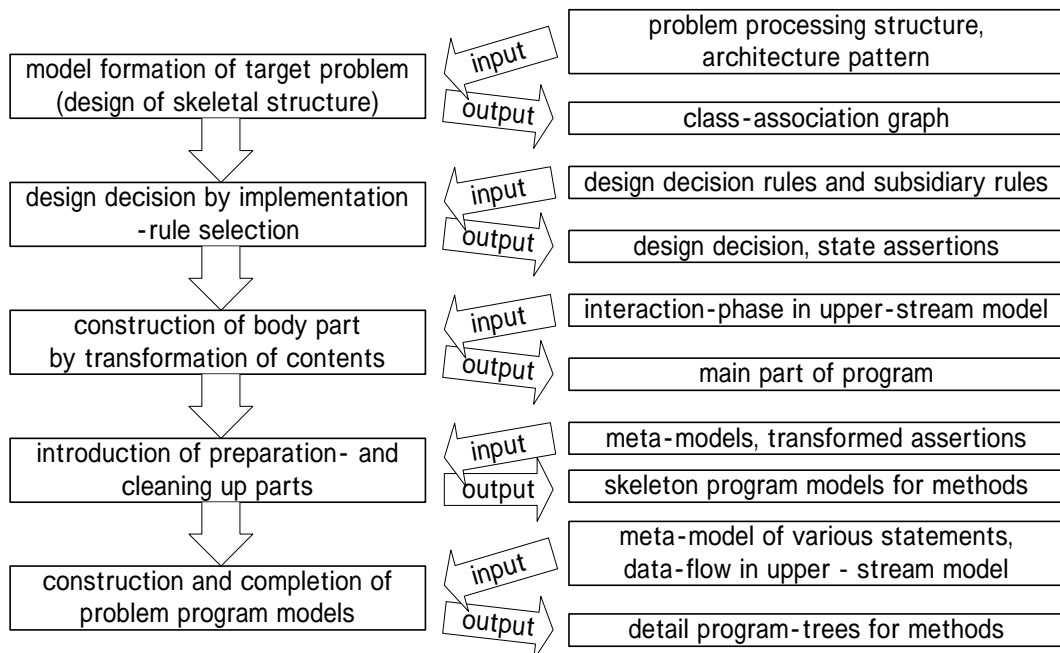 problem processing structure,
architecture pattern
input
model formation of target problem
(design of skeletal structure)
output
class-association graph
design decision rules and subsidiary rules
input
design decision by implementation
-rule selection
output
design decision, state assertions
interaction-phase in upper-stream model
input
construction of body part
by transformation of contents
output
main part of program
meta-models, transformed assertions
input
introduction of preparation- and
cleaning up parts
output
skeleton program models for methods
meta-model of various statements,
data-flow in upper - stream model
input
construction and completion of
problem program models
output
detail program-trees for methods